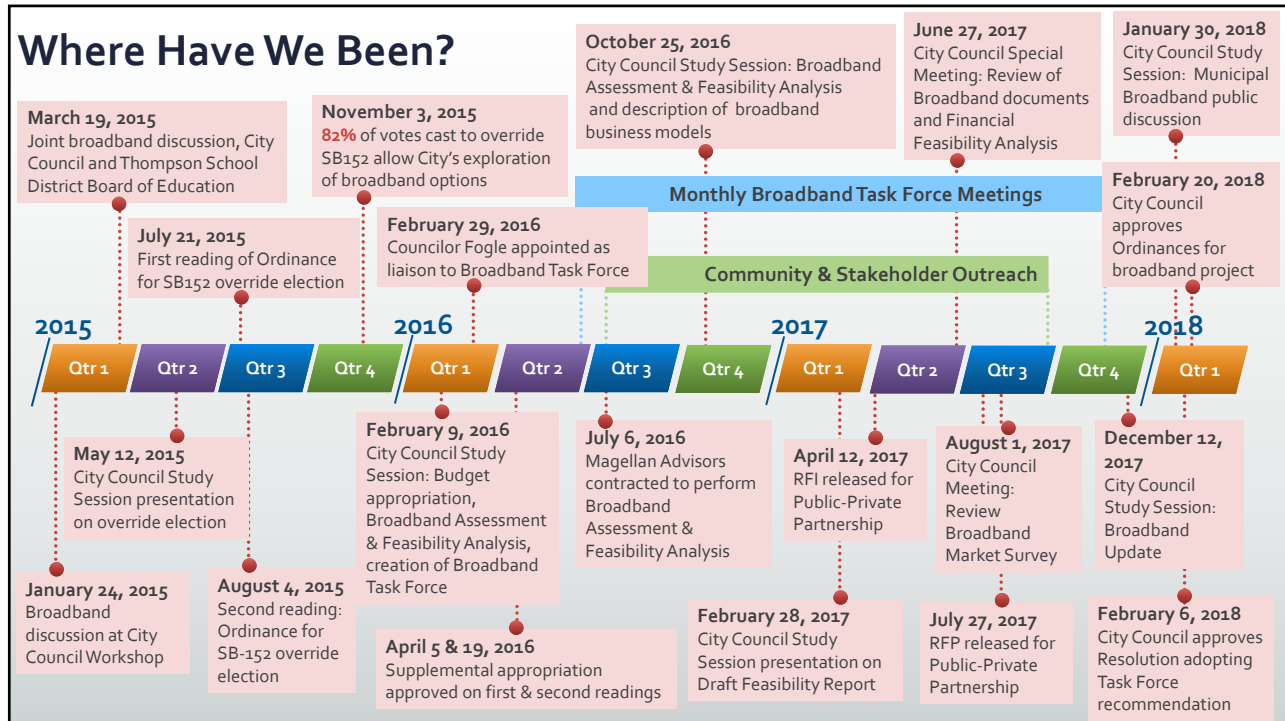 Where Have We Been?
March 19, 2015
Joint broadband discussion, City
Council and Thompson School
District Board of Education
July 21, 2015
First reading of Ordinance
for SB152 override election
November 3, 2015
82% of votes cast to override
SB152 allow City's exploration
of broadband options
February 29, 2016
Councilor Fogle appointed as
liaison to Broadband Task Force
October 25, 2016
City Council Study Session: Broadband
Assessment & Feasibility Analysis
and description of broadband
business models
June 27, 2017
City Council Special
Meeting: Review of
Broadband documents
and Financial
Feasibility Analysis
January 30, 2018
City Council Study
Session: Municipal
Broadband public
discussion
February 20, 2018
City Council
approves
Ordinances for
broadband project
Monthly Broadband Task Force Meetings
Community & Stakeholder Outreach
2015
2016
2017
2018
Qtr 1
Qtr 2
Qtr 3
Qtr 4
Qtr 1
Qtr 2
Qtr 3
Qtr 4
Qtr 1
Qtr 2
Qtr 3
Qtr 4
Qtr 1
January 24, 2015
Broadband
discussion at City
Council Workshop
May 12, 2015
City Council Study
Session presentation
on override election
August 4, 2015
Second reading:
Ordinance for
SB-152 override
election
February 9, 2016
City Council Study
Session: Budget
appropriation,
Broadband Assessment
& Feasibility Analysis,
creation of Broadband
Task Force
April 5 & 19, 2016
Supplemental appropriation
approved on first & second readings
July 6, 2016
Magellan Advisors
contracted to perform
Broadband
Assessment &
Feasibility Analysis
February 28, 2017
City Council Study
Session presentation on
Draft Feasibility Report
April 12, 2017
RFI released for
Public-Private
Partnership
August 1, 2017
City Council
Meeting:
Review
Broadband
Market Survey
July 27, 2017
RFP released for
Public-Private
Partnership
December 12,
2017
City Council
Study Session:
Broadband
Update
February 6, 2018
City Council approves
Resolution adopting
Task Force
recommendation